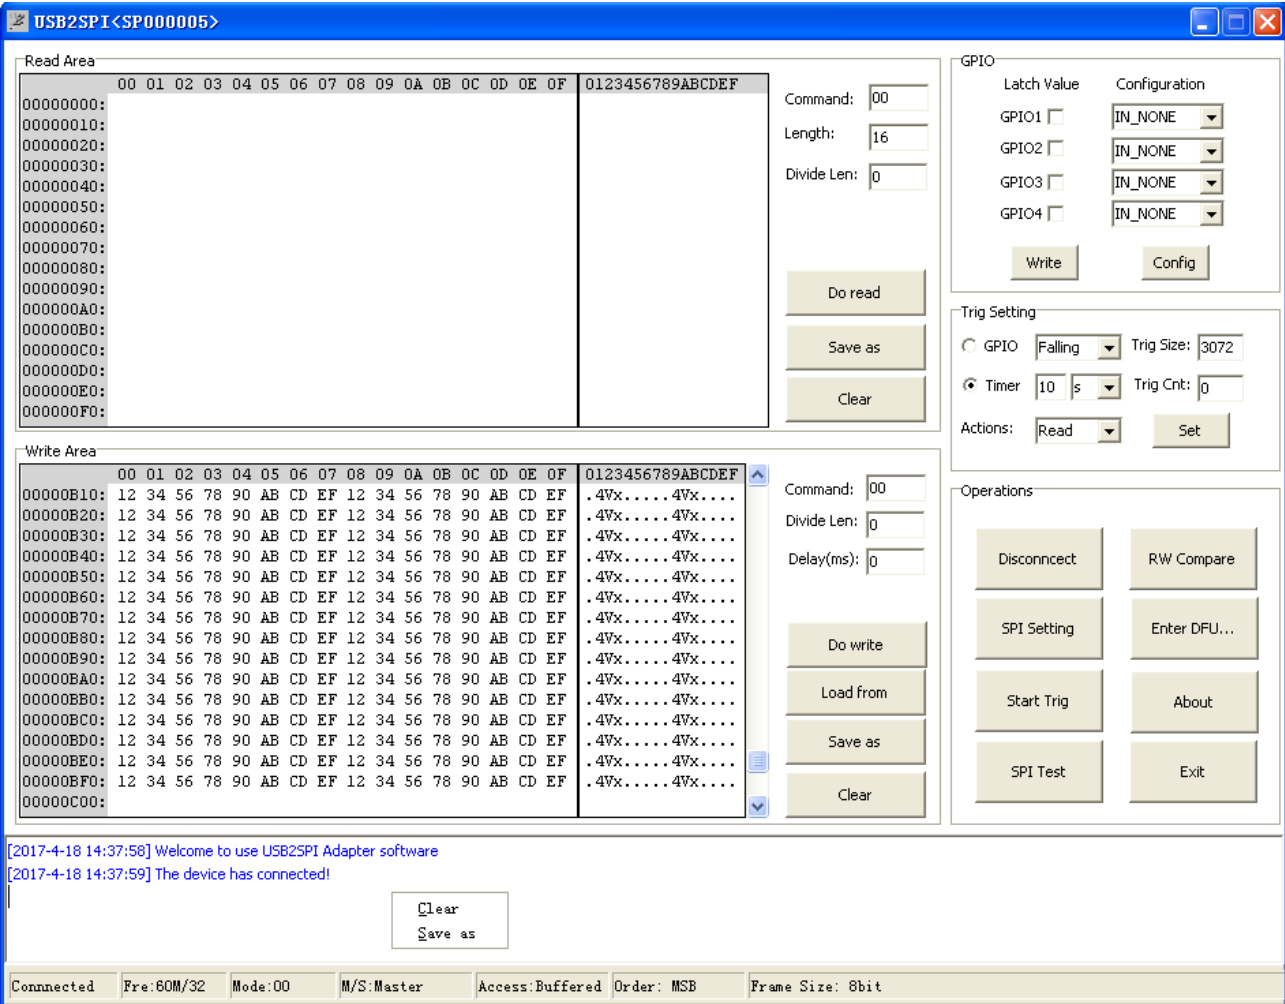 USB2SPI<SP000005>
Read Area
00 01 02 03 04 05 06 07 08 09 0A 0B 0C 0D 0E 0F 0123456789ABCDEF
00000000:
00000010:
00000020:
00000030:
00000040:
00000050:
00000060:
00000070:
00000080:
00000090:
000000A0:
000000B0:
000000C0:
000000D0:
000000E0:
000000F0:
Command: 00
Length: 16
Divide Len: 0
Do read
Save as
Clear
GPIO
Latch Value Configuration
GPIO1 IN_NONE
GPIO2 IN_NONE
GPIO3 IN_NONE
GPIO4 IN_NONE
Write Config
Trig Setting
GPIO Falling Trig Size: 3072
Timer 10 s Trig Cnt: 0
Actions: Read Set
Write Area
00 01 02 03 04 05 06 07 08 09 0A 0B 0C 0D 0E 0F 0123456789ABCDEF
00000B10: 12 34 56 78 90 AB CD EF 12 34 56 78 90 AB CD EF .4Vx.....4Vx....
00000B20: 12 34 56 78 90 AB CD EF 12 34 56 78 90 AB CD EF .4Vx.....4Vx....
00000B30: 12 34 56 78 90 AB CD EF 12 34 56 78 90 AB CD EF .4Vx.....4Vx....
00000B40: 12 34 56 78 90 AB CD EF 12 34 56 78 90 AB CD EF .4Vx.....4Vx....
00000B50: 12 34 56 78 90 AB CD EF 12 34 56 78 90 AB CD EF .4Vx.....4Vx....
00000B60: 12 34 56 78 90 AB CD EF 12 34 56 78 90 AB CD EF .4Vx.....4Vx....
00000B70: 12 34 56 78 90 AB CD EF 12 34 56 78 90 AB CD EF .4Vx.....4Vx....
00000B80: 12 34 56 78 90 AB CD EF 12 34 56 78 90 AB CD EF .4Vx.....4Vx....
00000B90: 12 34 56 78 90 AB CD EF 12 34 56 78 90 AB CD EF .4Vx.....4Vx....
00000BA0: 12 34 56 78 90 AB CD EF 12 34 56 78 90 AB CD EF .4Vx.....4Vx....
00000BB0: 12 34 56 78 90 AB CD EF 12 34 56 78 90 AB CD EF .4Vx.....4Vx....
00000BC0: 12 34 56 78 90 AB CD EF 12 34 56 78 90 AB CD EF .4Vx.....4Vx....
00000BD0: 12 34 56 78 90 AB CD EF 12 34 56 78 90 AB CD EF .4Vx.....4Vx....
00000BE0: 12 34 56 78 90 AB CD EF 12 34 56 78 90 AB CD EF .4Vx.....4Vx....
00000BF0: 12 34 56 78 90 AB CD EF 12 34 56 78 90 AB CD EF .4Vx.....4Vx....
00000C00:
Command: 00
Divide Len: 0
Delay(ms): 0
Do write
Load from
Save as
Clear
Operations
Disconncect RW Compare
SPI Setting Enter DFU...
Start Trig About
SPI Test Exit
[2017-4-18 14:37:58] Welcome to use USB2SPI Adapter software
[2017-4-18 14:37:59] The device has connected!
Clear
Save as
Connnected Fre:60M/32 Mode:00 M/S:Master Access:Buffered Order: MSB Frame Size: 8bit